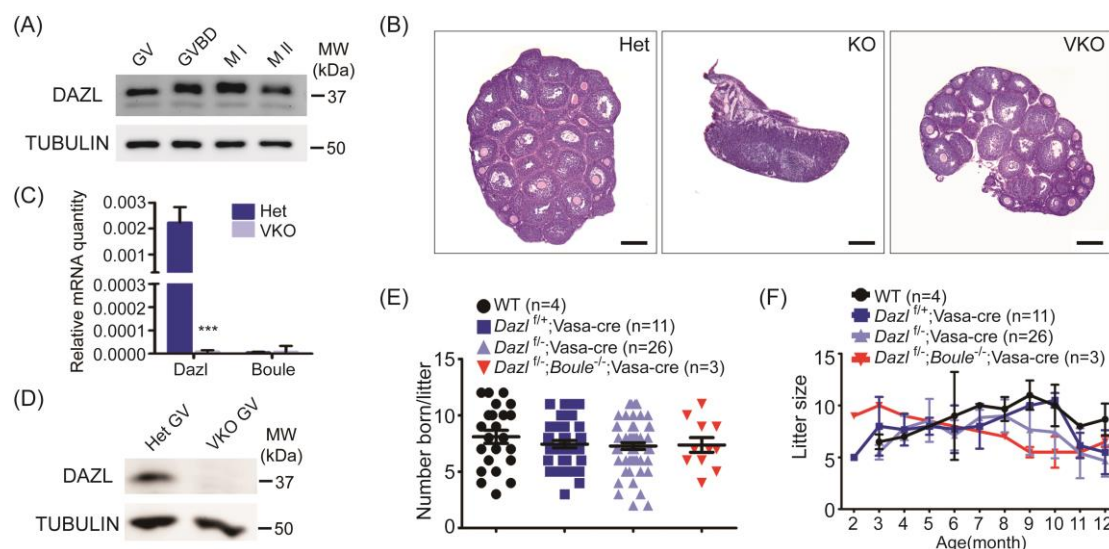 (A)
GV GVBD M I M II MW
(kDa)
DAZL
37
TUBULIN
50
(B)
Het
KO
VKO
(C)
Relative mRNA quantity
0.003
0.002
0.001
0.0003
0.0002
0.0001
0.0000
Het
VKO
***
Dazl Boule
(D)
Het GV VKO GV MW
(kDa)
DAZL
37
TUBULIN
50
(E)
WT (n=4)
Dazl f/+;Vasa-cre (n=11)
Dazl f/-;Vasa-cre (n=26)
Dazl f/-;Boule-/-;Vasa-cre (n=3)
Number born/litter
15
10
5
0
(F)
WT (n=4)
Dazl f/+;Vasa-cre (n=11)
Dazl f/-;Vasa-cre (n=26)
Dazl f/-;Boule-/-;Vasa-cre (n=3)
Litter size
15
10
5
0
2 3 4 5 6 7 8 9 10 11 12
Age(month)